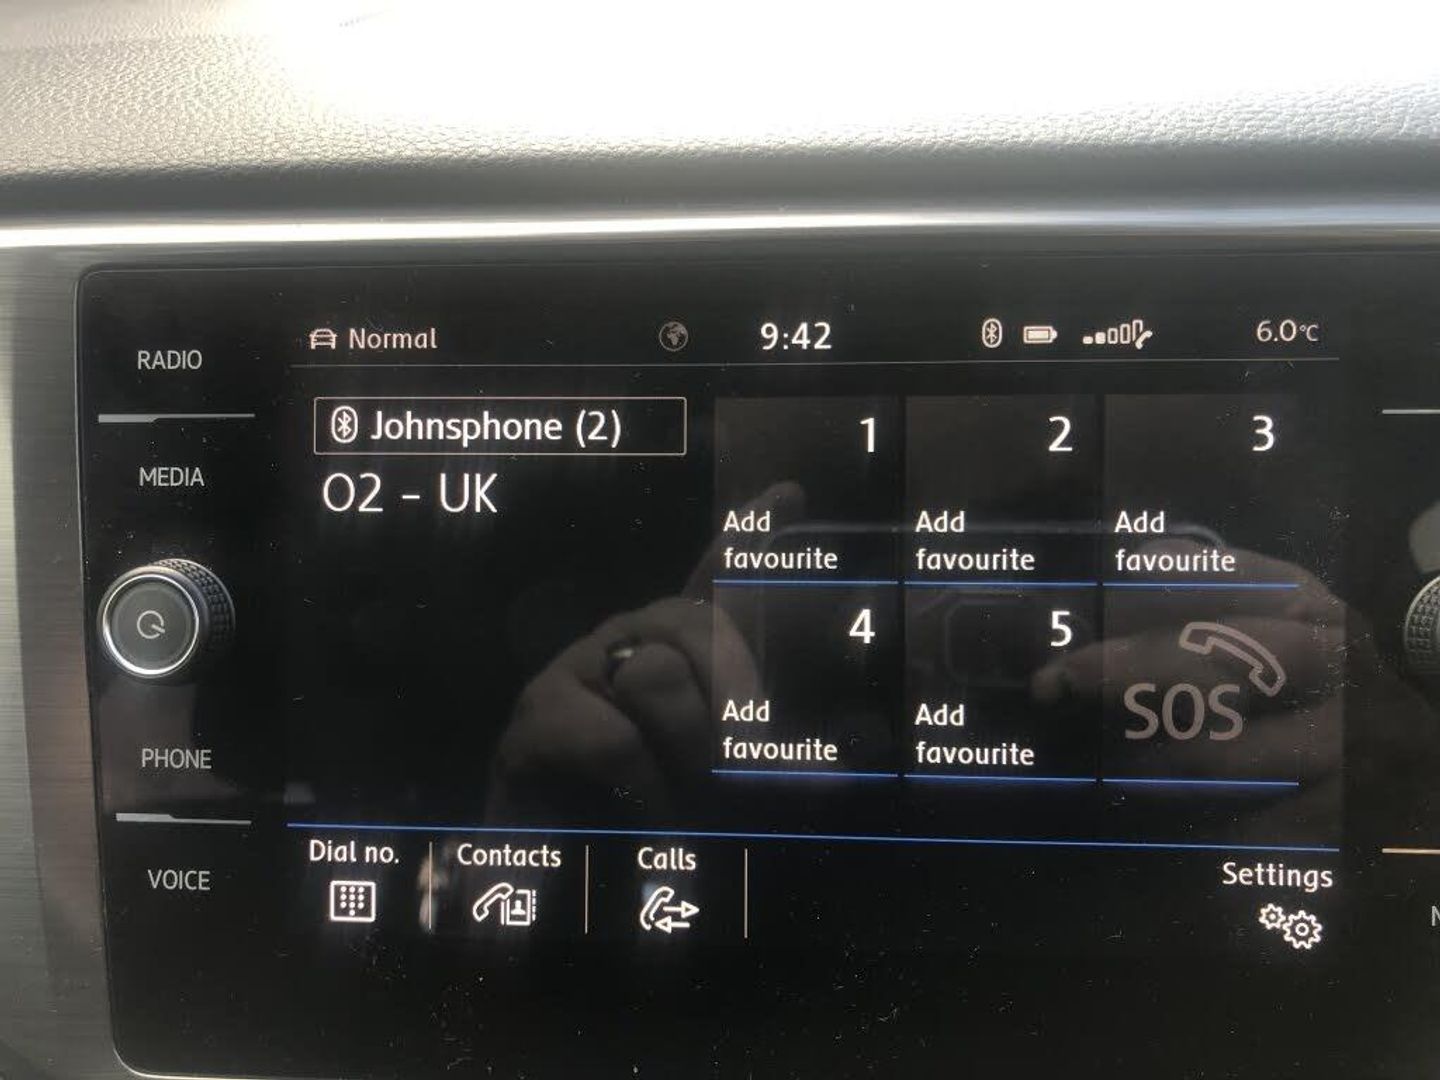 RADIO
MEDIA
PHONE
VOICE
Normal
9:42
6.0°C
Johnsphone (2)
O2 - UK
1
Add
favourite
2
Add
favourite
3
Add
favourite
4
Add
favourite
5
Add
favourite
SOS
Dial no.
Contacts
Calls
Settings